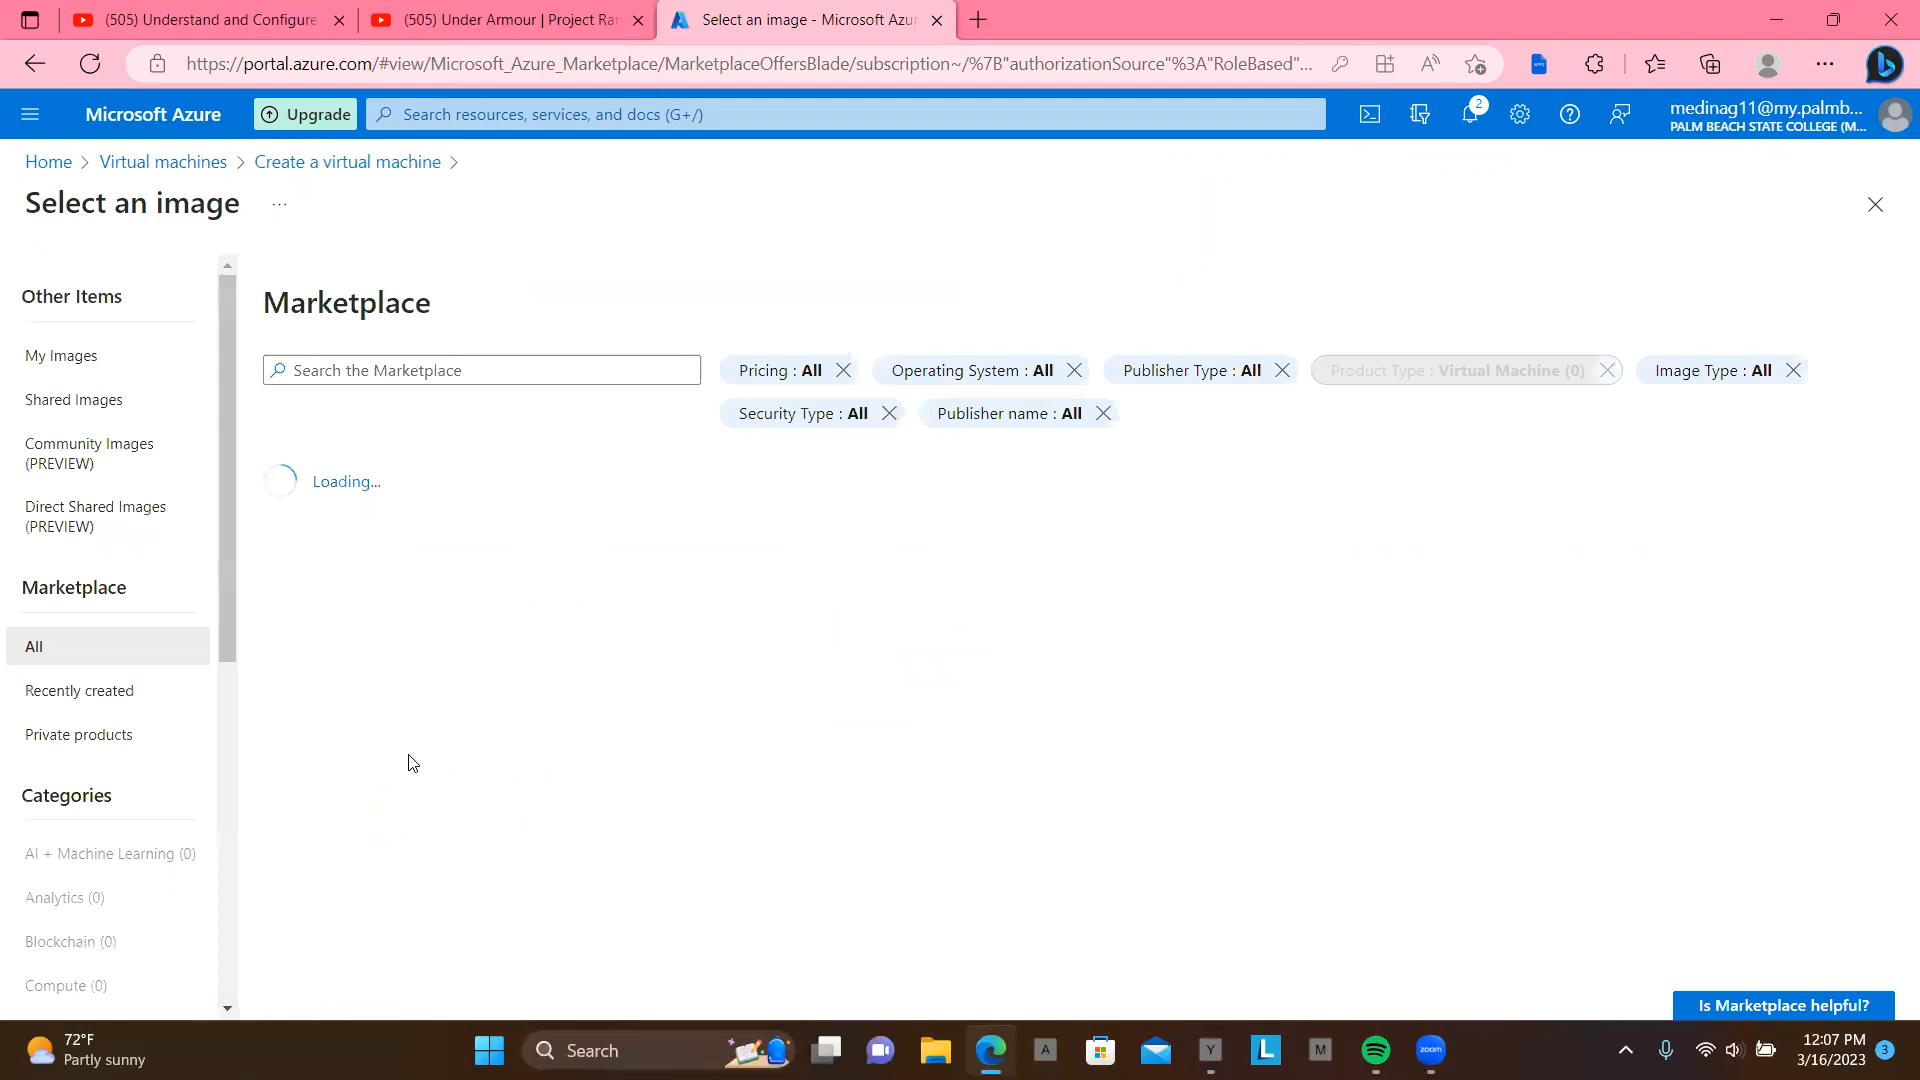 (505) Understand and Configure
(505) Under Armour | Project Ra
Select an image - Microsoft Azu
https://portal.azure.com/#view/Microsoft_Azure_Marketplace/MarketplaceOffersBlade/subscription~/%7B"authorizationSource"%3A"RoleBased"...
Microsoft Azure
Upgrade
Search resources, services, and docs (G+/)
2
medinag11@my.palmb...
PALM BEACH STATE COLLEGE (M...
Home > Virtual machines > Create a virtual machine >
Select an image ...
Other Items
My Images
Shared Images
Community Images
(PREVIEW)
Direct Shared Images
(PREVIEW)
Marketplace
All
Recently created
Private products
Categories
AI + Machine Learning (0)
Analytics (0)
Blockchain (0)
Compute (0)
Marketplace
Search the Marketplace
Pricing : All
Operating System : All
Publisher Type : All
Product Type : Virtual Machine (0)
Image Type : All
Security Type : All
Publisher name : All
Loading...
Is Marketplace helpful?
72°F
Partly sunny
Search
A
Y
L
M
zoom
12:07 PM
3/16/2023
3